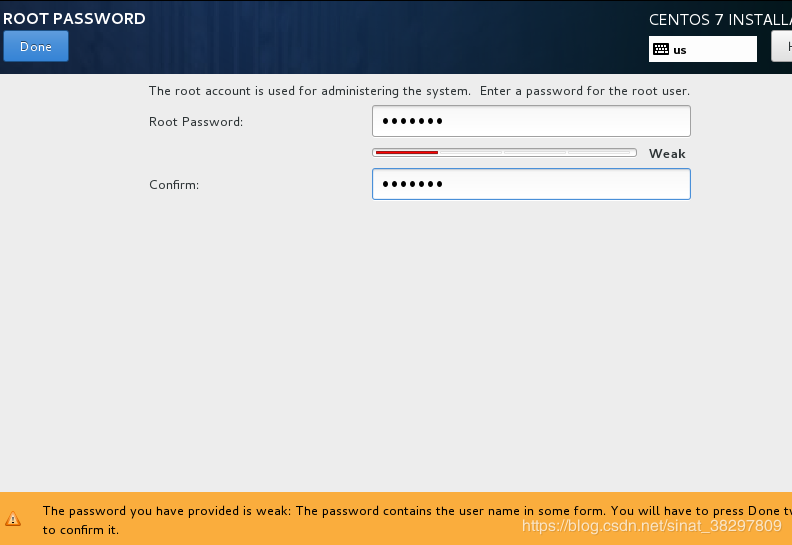 ROOT PASSWORD
CENTOS 7 INSTALLA
Done
us
H
The root account is used for administering the system.  Enter a password for the root user.
Root Password:
•••••••
Weak
Confirm:
•••••••
The password you have provided is weak: The password contains the user name in some form. You will have to press Done tw
to confirm it.
https://blog.csdn.net/sinat_38297809